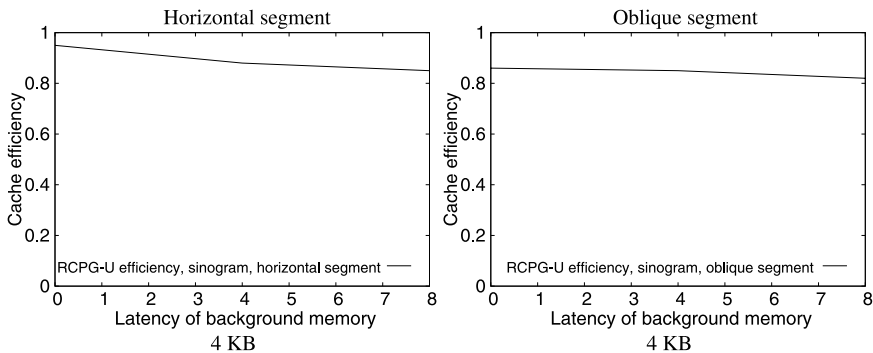 Horizontal segment
1
0.8
0.6
0.4
0.2
0
Cache efficiency
RCPG-U efficiency, sinogram, horizontal segment
0 1 2 3 4 5 6 7 8
Latency of background memory
4 KB
Oblique segment
1
0.8
0.6
0.4
0.2
0
Cache efficiency
RCPG-U efficiency, sinogram, oblique segment
0 1 2 3 4 5 6 7 8
Latency of background memory
4 KB